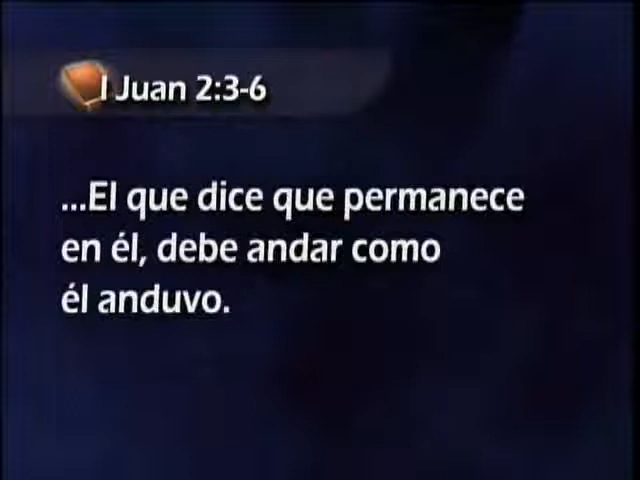 I Juan 2:3-6
...El que dice que permanece
en él, debe andar como
él anduvo.